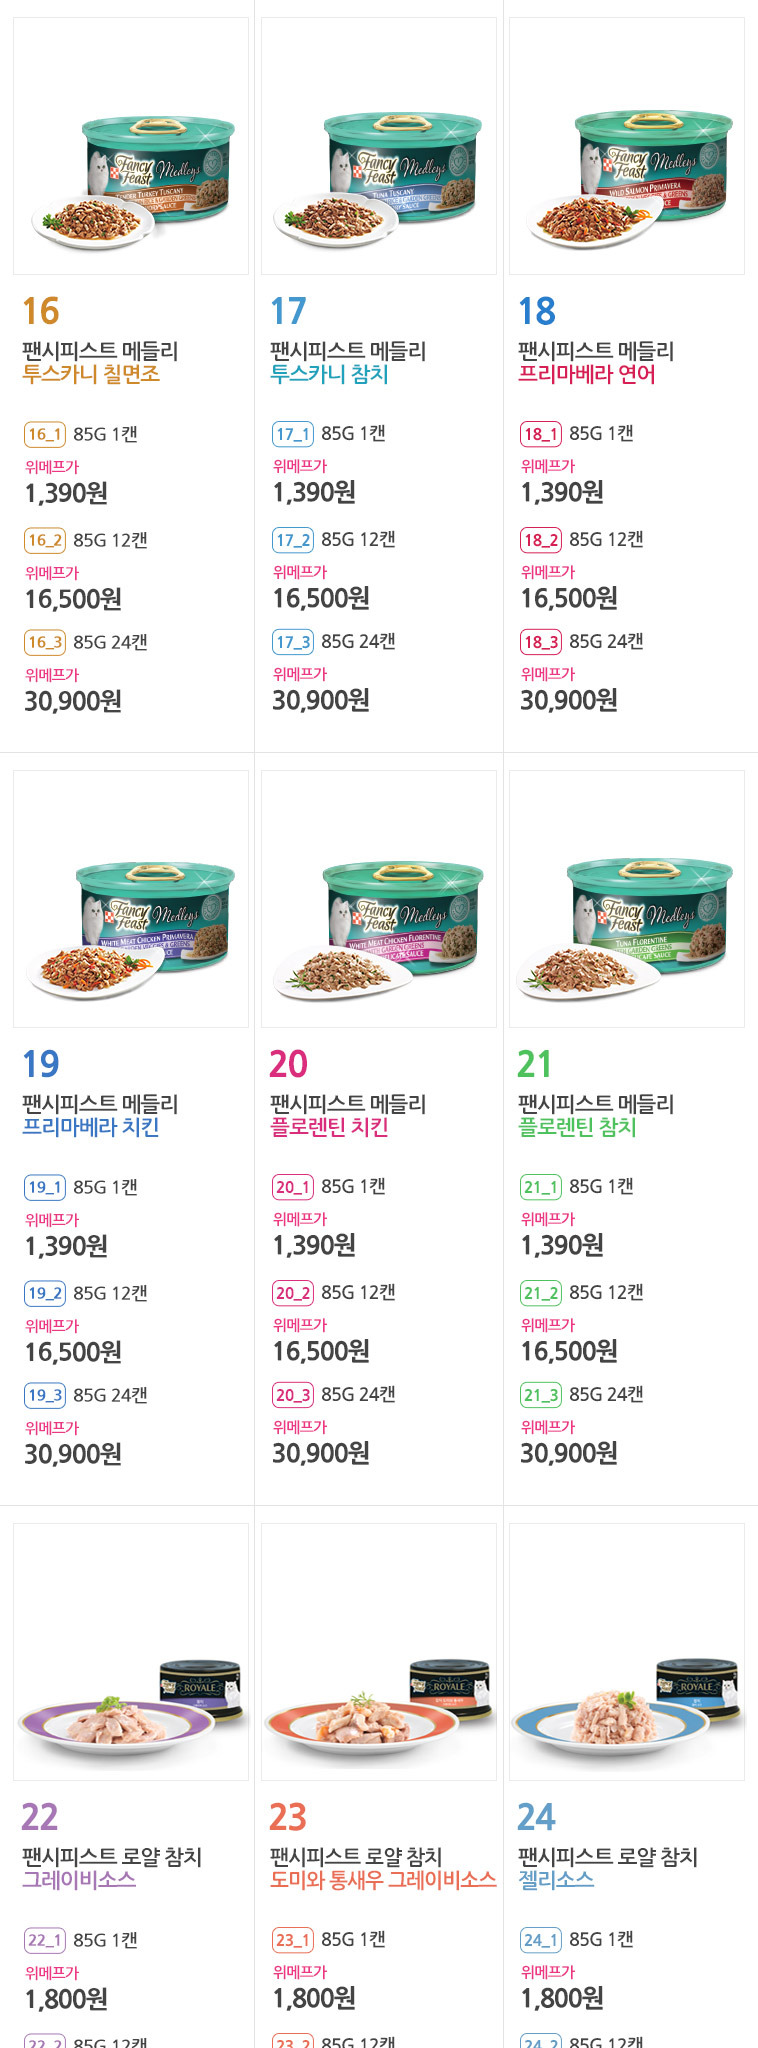 Fancy Feast Medleys
TENDER TURKEY TUSCANY
Fancy Feast Medleys
TUNA TUSCANY
Fancy Feast Medleys
WILD SALMON PRIMAVERA
16
팬시피스트 메들리
투스카니 칠면조
16_1 85G 1캔
위메프가
1,390원
16_2 85G 12캔
위메프가
16,500원
16_3 85G 24캔
위메프가
30,900원
17
팬시피스트 메들리
투스카니 참치
17_1 85G 1캔
위메프가
1,390원
17_2 85G 12캔
위메프가
16,500원
17_3 85G 24캔
위메프가
30,900원
18
팬시피스트 메들리
프리마베라 연어
18_1 85G 1캔
위메프가
1,390원
18_2 85G 12캔
위메프가
16,500원
18_3 85G 24캔
위메프가
30,900원
Fancy Feast Medleys
WHITE MEAT CHICKEN PRIMAVERA
Fancy Feast Medleys
WHITE MEAT CHICKEN FLORENTINE
Fancy Feast Medleys
TUNA FLORENTINE
19
팬시피스트 메들리
프리마베라 치킨
19_1 85G 1캔
위메프가
1,390원
19_2 85G 12캔
위메프가
16,500원
19_3 85G 24캔
위메프가
30,900원
20
팬시피스트 메들리
플로렌틴 치킨
20_1 85G 1캔
위메프가
1,390원
20_2 85G 12캔
위메프가
16,500원
20_3 85G 24캔
위메프가
30,900원
21
팬시피스트 메들리
플로렌틴 참치
21_1 85G 1캔
위메프가
1,390원
21_2 85G 12캔
위메프가
16,500원
21_3 85G 24캔
위메프가
30,900원
ROYALE
ROYALE
ROYALE
22
팬시피스트 로얄 참치
그레이비소스
22_1 85G 1캔
위메프가
1,800원
22_2 85G 12캔
23
팬시피스트 로얄 참치
도미와 통새우 그레이비소스
23_1 85G 1캔
위메프가
1,800원
23_2 85G 12캔
24
팬시피스트 로얄 참치
젤리소스
24_1 85G 1캔
위메프가
1,800원
24_2 85G 12캔